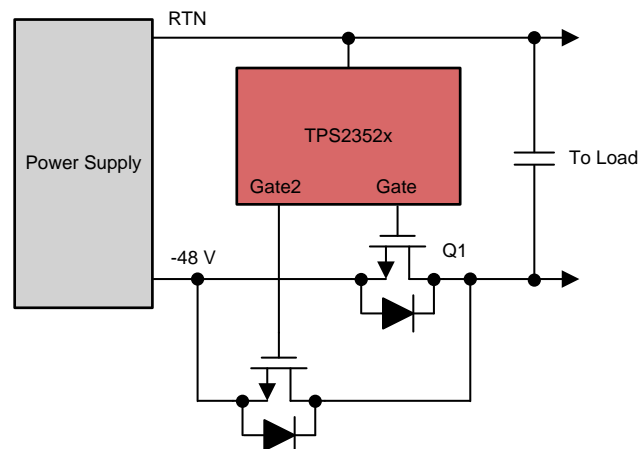 RTN
TPS2352x
Power Supply
To Load
Gate2
Gate
-48 V
Q1